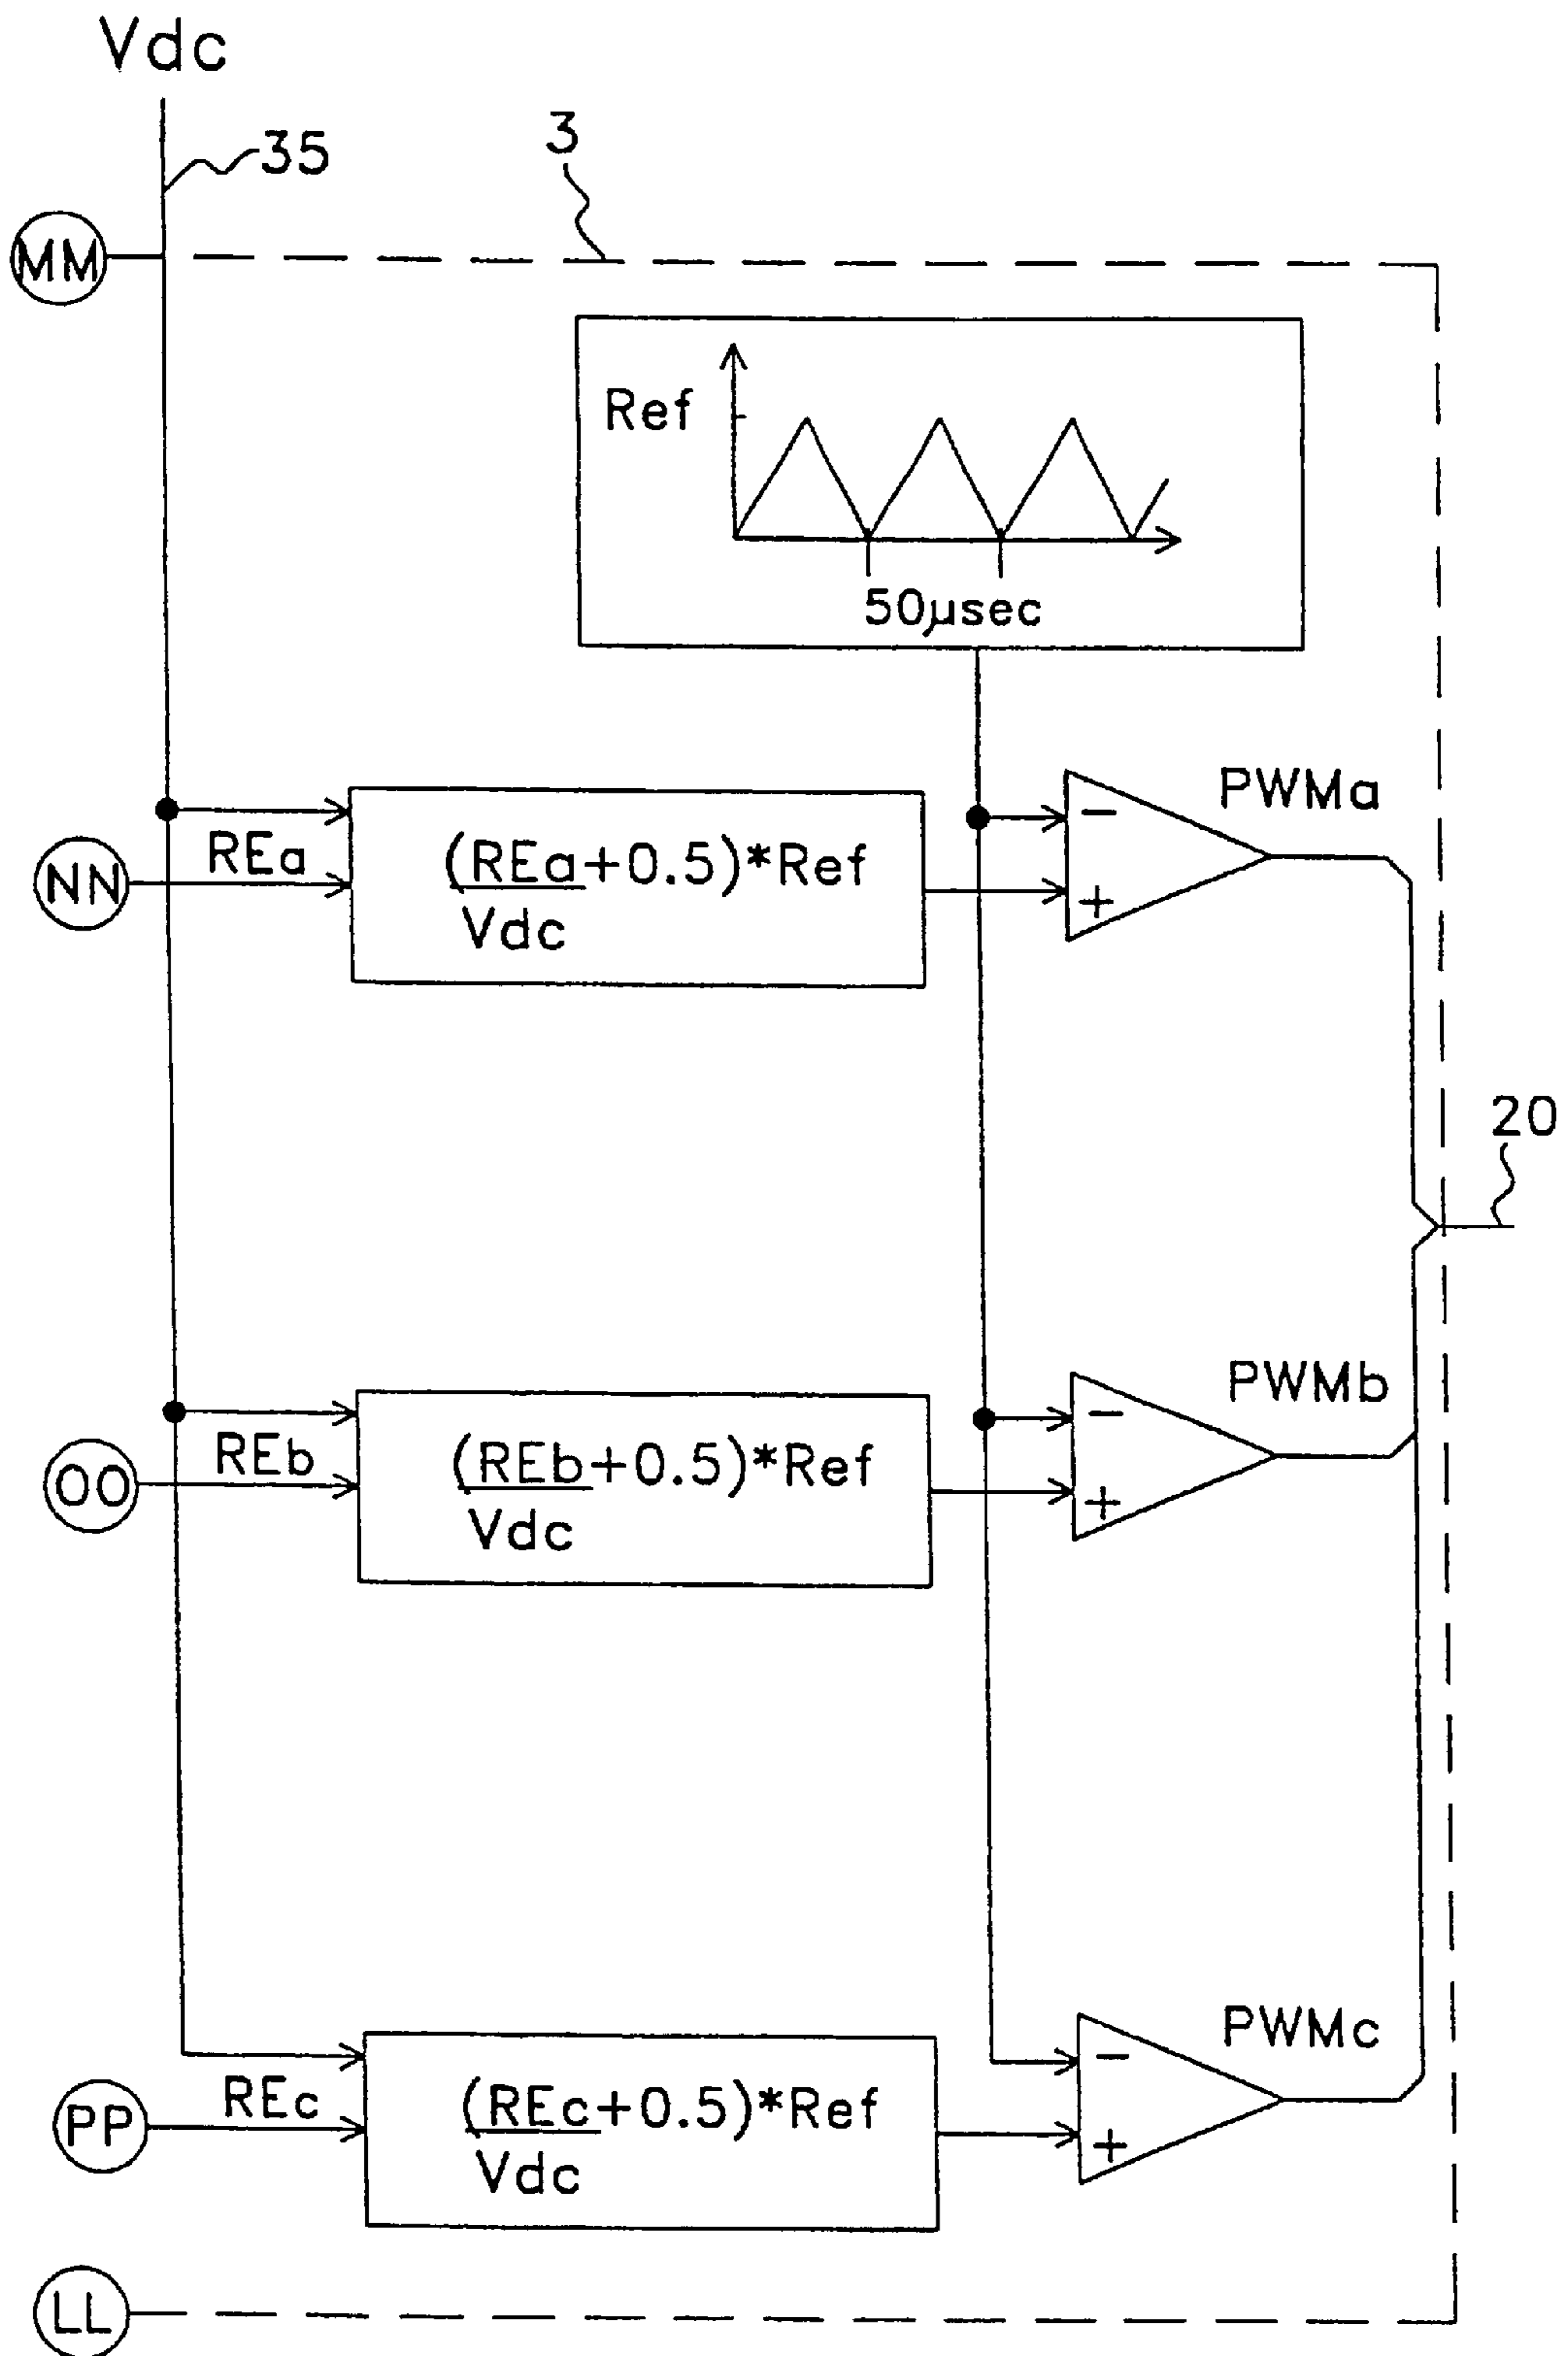 Vdc
35
3
MM
Ref
50µsec
PWMa
REa
NN
(REa+0.5)*Ref
Vdc
−
+
20
PWMb
REb
OO
(REb+0.5)*Ref
Vdc
−
+
PWMc
REc
PP
(REc+0.5)*Ref
Vdc
−
+
LL